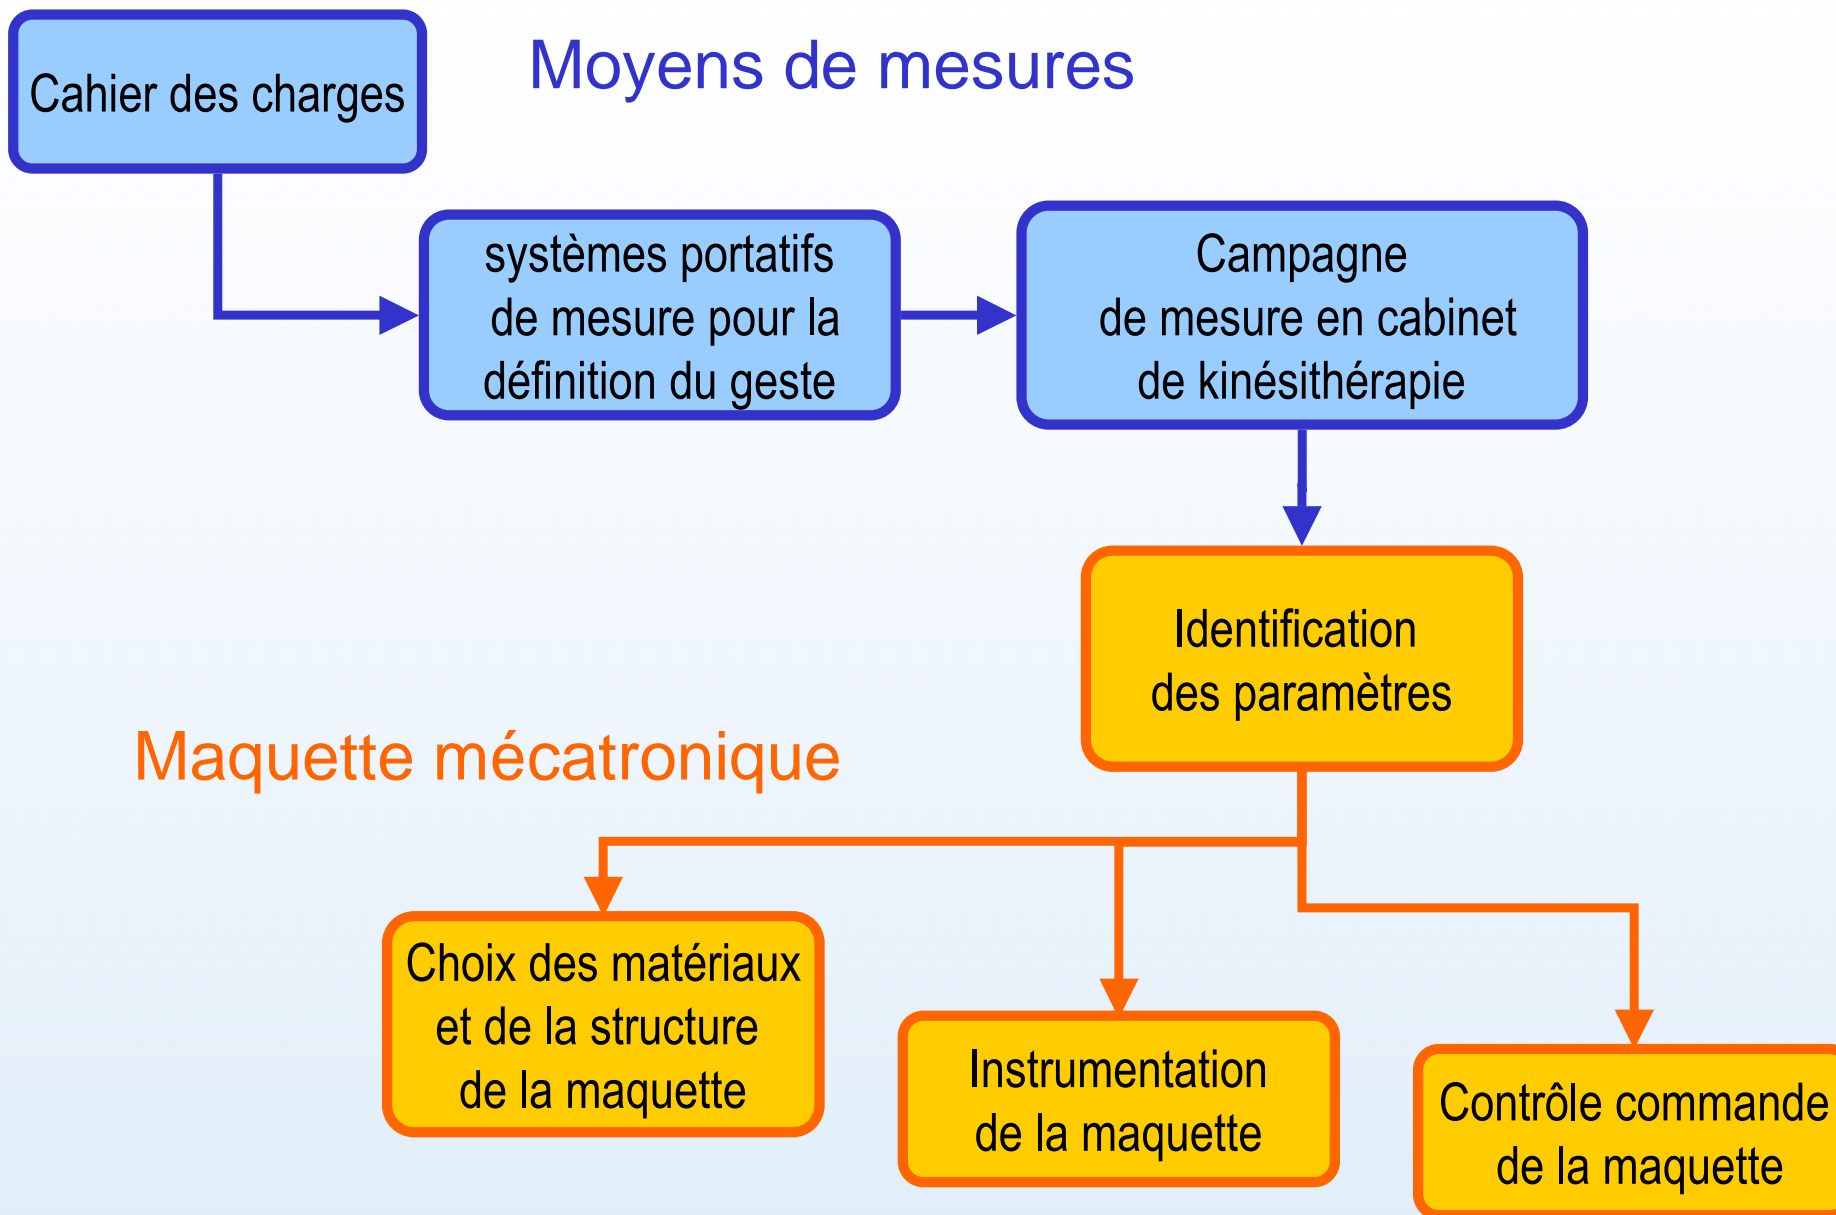 Cahier des charges
Moyens de mesures
systèmes portatifs
de mesure pour la
définition du geste
Campagne
de mesure en cabinet
de kinésithérapie
Identification
des paramètres
Maquette mécatronique
Choix des matériaux
et de la structure
de la maquette
Instrumentation
de la maquette
Contrôle commande
de la maquette